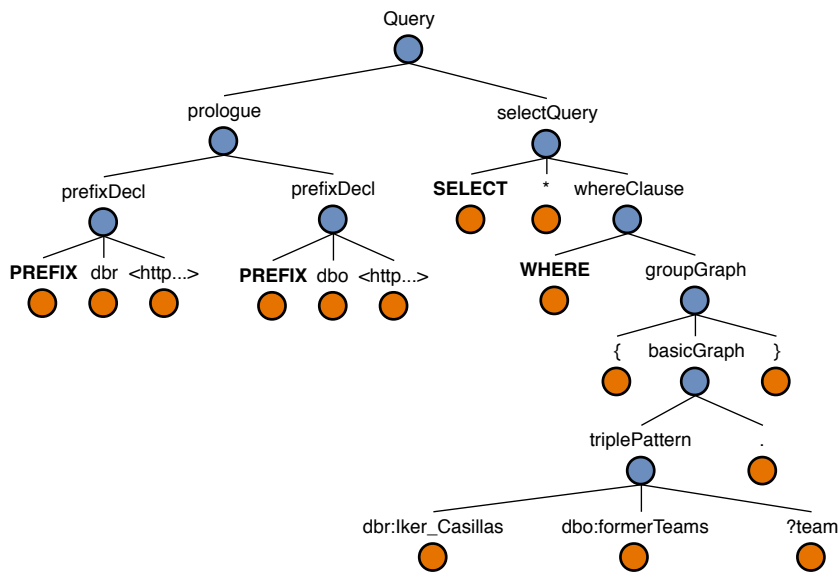 Query
prologue
selectQuery
prefixDecl
prefixDecl
SELECT * whereClause
PREFIX dbr <http...>
PREFIX dbo <http...>
WHERE
groupGraph
{ basicGraph }
triplePattern
.
dbr:Iker_Casillas
dbo:formerTeams
?team